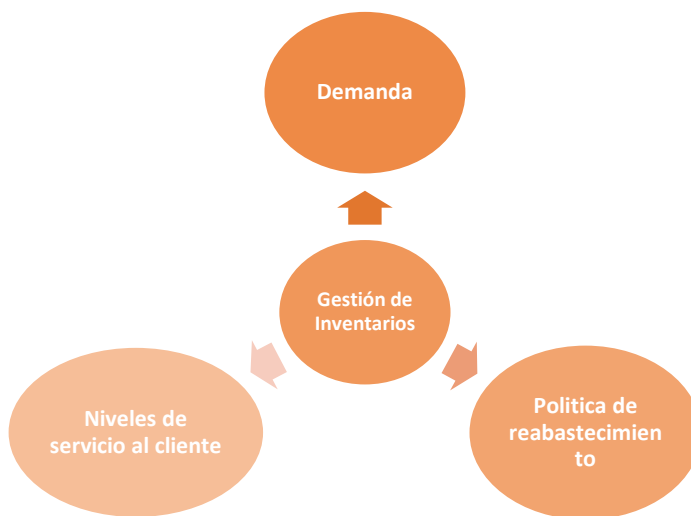 Demanda
Gestión de
Inventarios
Niveles de
servicio al cliente
Politica de
reabastecimien
to